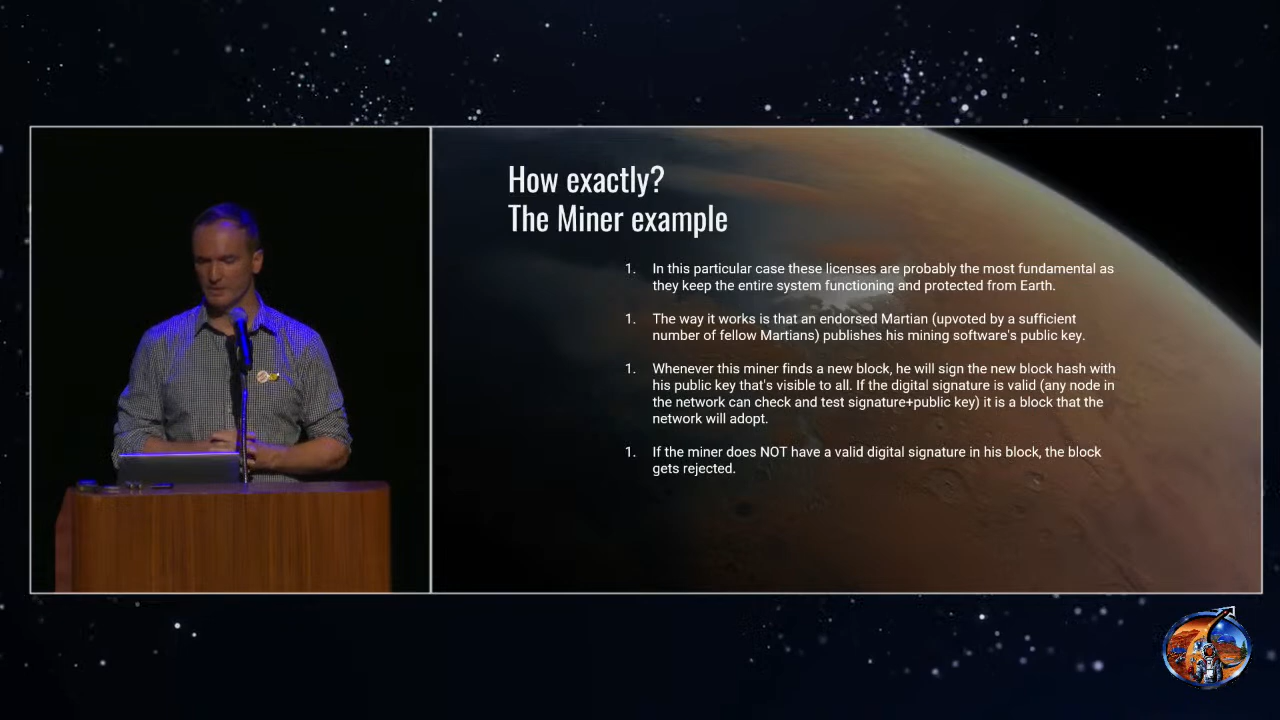 How exactly?
The Miner example
1. In this particular case these licenses are probably the most fundamental as
they keep the entire system functioning and protected from Earth.
1. The way it works is that an endorsed Martian (upvoted by a sufficient
number of fellow Martians) publishes his mining software's public key.
1. Whenever this miner finds a new block, he will sign the new block hash with
his public key that's visible to all. If the digital signature is valid (any node in
the network can check and test signature+public key) it is a block that the
network will adopt.
1. If the miner does NOT have a valid digital signature in his block, the block
gets rejected.